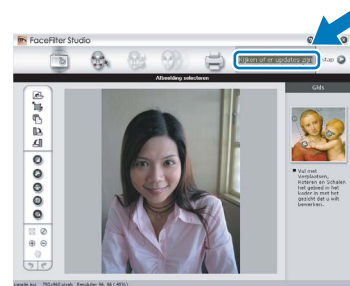 FaceFilter Studio
Kijken of er updates zijn
stap
Afbeelding selecteren
Gids
Vul met
Verplaatsen,
Roteren en Schalen
het gebied in het
kader in met het
gezicht dat u wilt
bewerken.